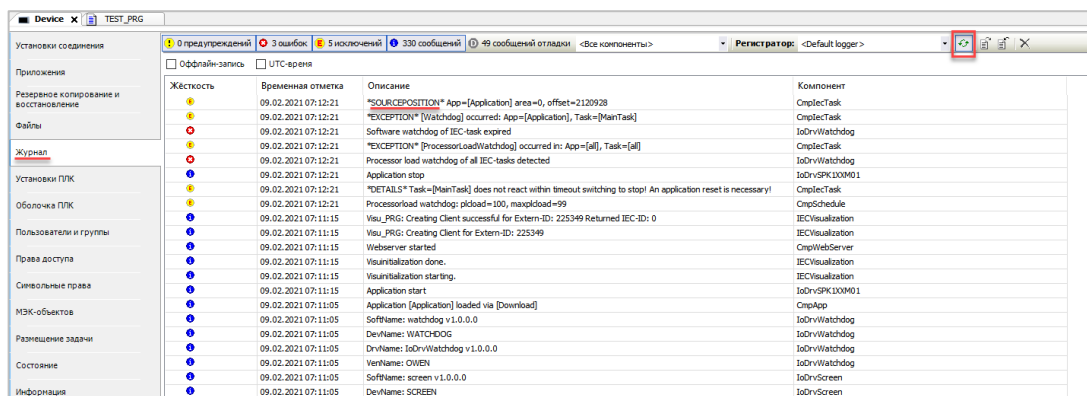 Device X TEST_PRG
Установки соединения
Приложения
Резервное копирование и
восстановление
Файлы
Журнал
Установки ПЛК
Оболочка ПЛК
Пользователи и группы
Права доступа
Символьные права
МЭК-объектов
Размещение задачи
Состояние
Информация
0 предупреждений 3 ошибок E 5 исключений 330 сообщений D 49 сообщений отладки <Все компоненты> Регистратор: <Default logger>
Оффлайн-запись UTC-время
Жёсткость Временная отметка Описание Компонент
E 09.02.2021 07:12:21 *SOURCEPOSITION* App=[Application] area=0, offset=2120928 CmpIecTask
E 09.02.2021 07:12:21 *EXCEPTION* [Watchdog] occurred: App=[Application], Task=[MainTask] CmpIecTask
09.02.2021 07:12:21 Software watchdog of IEC-task expired IoDrvWatchdog
E 09.02.2021 07:12:21 *EXCEPTION* [ProcessorLoadWatchdog] occurred in: App=[all], Task=[all] CmpIecTask
09.02.2021 07:12:21 Processor load watchdog of all IEC-tasks detected IoDrvWatchdog
09.02.2021 07:12:21 Application stop IoDrvSPK1XXM01
E 09.02.2021 07:12:21 *DETAILS* Task=[MainTask] does not react within timeout switching to stop! An application reset is necessary! CmpIecTask
E 09.02.2021 07:12:21 Processorload watchdog: plcload=100, maxplcload=99 CmpSchedule
09.02.2021 07:11:15 Visu_PRG: Creating Client successful for Extern-ID: 225349 Returned IEC-ID: 0 IECVisualization
09.02.2021 07:11:15 Visu_PRG: Creating Client for Extern-ID: 225349 IECVisualization
09.02.2021 07:11:15 Webserver started CmpWebServer
09.02.2021 07:11:15 Visuinitialization done. IECVisualization
09.02.2021 07:11:15 Visuinitialization starting. IECVisualization
09.02.2021 07:11:15 Application start IoDrvSPK1XXM01
09.02.2021 07:11:05 Application [Application] loaded via [Download] CmpApp
09.02.2021 07:11:05 SoftName: watchdog v1.0.0.0 IoDrvWatchdog
09.02.2021 07:11:05 DevName: WATCHDOG IoDrvWatchdog
09.02.2021 07:11:05 DrvName: IoDrvWatchdog v1.0.0.0 IoDrvWatchdog
09.02.2021 07:11:05 VenName: OWEN IoDrvWatchdog
09.02.2021 07:11:05 SoftName: screen v1.0.0.0 IoDrvScreen
09.02.2021 07:11:05 DevName: SCREEN IoDrvScreen